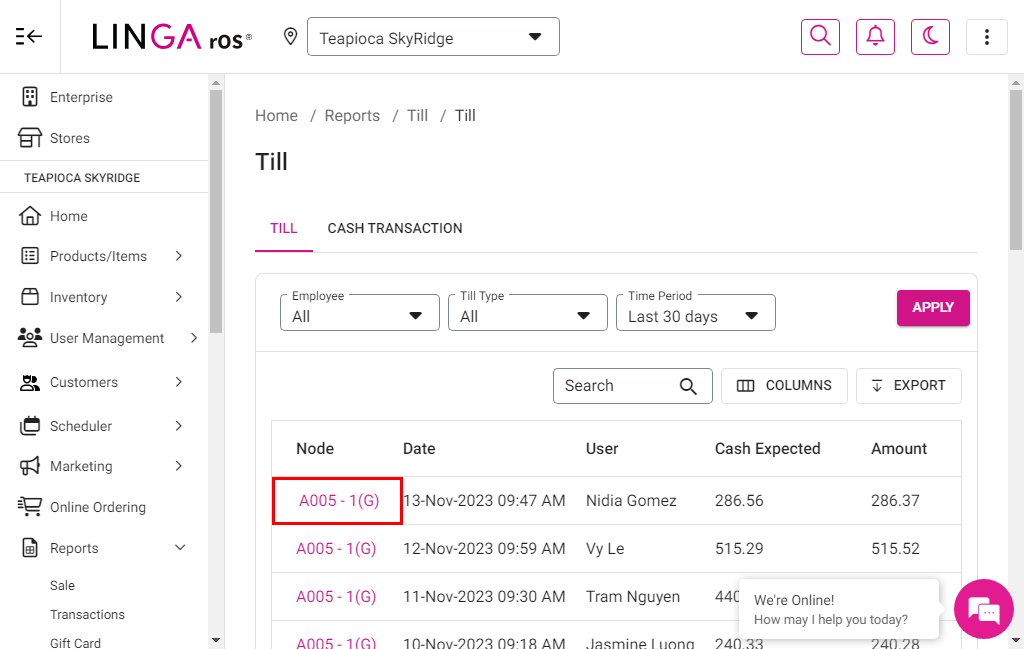 LINGA ros®
Teapioca SkyRidge
Enterprise
Stores
TEAPIOCA SKYRIDGE
Home
Products/Items
Inventory
User Management
Customers
Scheduler
Marketing
Online Ordering
Reports
Sale
Transactions
Gift Card
Home / Reports / Till / Till
Till
TILL CASH TRANSACTION
Employee Till Type Time Period
All All Last 30 days APPLY
Search COLUMNS EXPORT
Node Date User Cash Expected Amount
A005 - 1(G) 13-Nov-2023 09:47 AM Nidia Gomez 286.56 286.37
A005 - 1(G) 12-Nov-2023 09:59 AM Vy Le 515.29 515.52
A005 - 1(G) 11-Nov-2023 09:30 AM Tram Nguyen 440
A005 - 1(G) 10-Nov-2023 09:18 AM Jasmine Luong 240.33 240.28
We're Online!
How may I help you today?